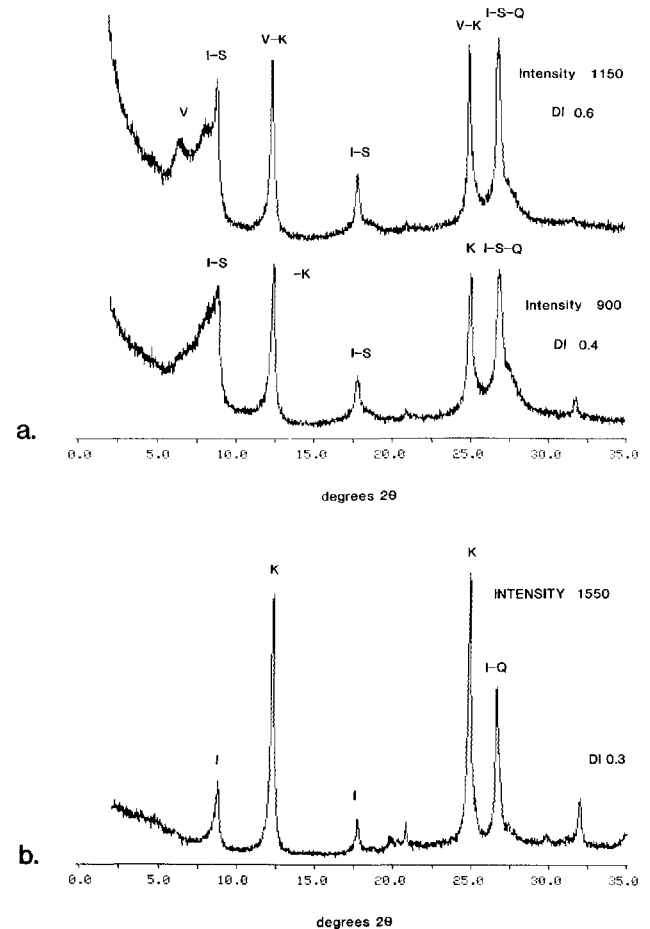 I-S-Q
V-K
V-K
I-S
Intensity 1150
V
DI 0.6
I-S
I-S
-K
K I-S-Q
Intensity 900
DI 0.4
I-S
a.
0.0 5.0 10.0 15.0 20.0 25.0 30.0 35.0
degrees 2θ
K
K
INTENSITY 1550
I-Q
I
DI 0.3
I
b.
0.0 5.0 10.0 15.0 20.0 25.0 30.0 35.0
degrees 2θ